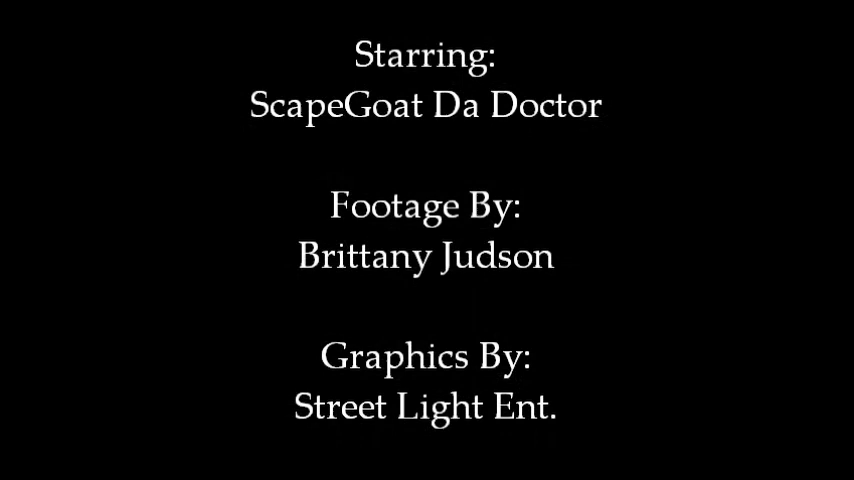 Starring:
ScapeGoat Da Doctor
Footage By:
Brittany Judson
Graphics By:
Street Light Ent.